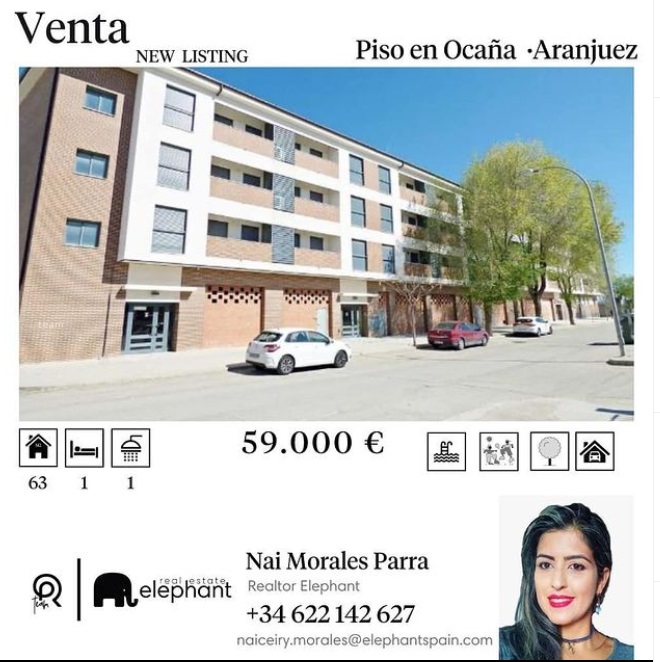 Venta
NEW LISTING
Piso en Ocaña ·Aranjuez
59.000 €
63 1 1
real estate
elephant
Nai Morales Parra
Realtor Elephant
+34 622 142 627
naiceiry.morales@elephantspain.com